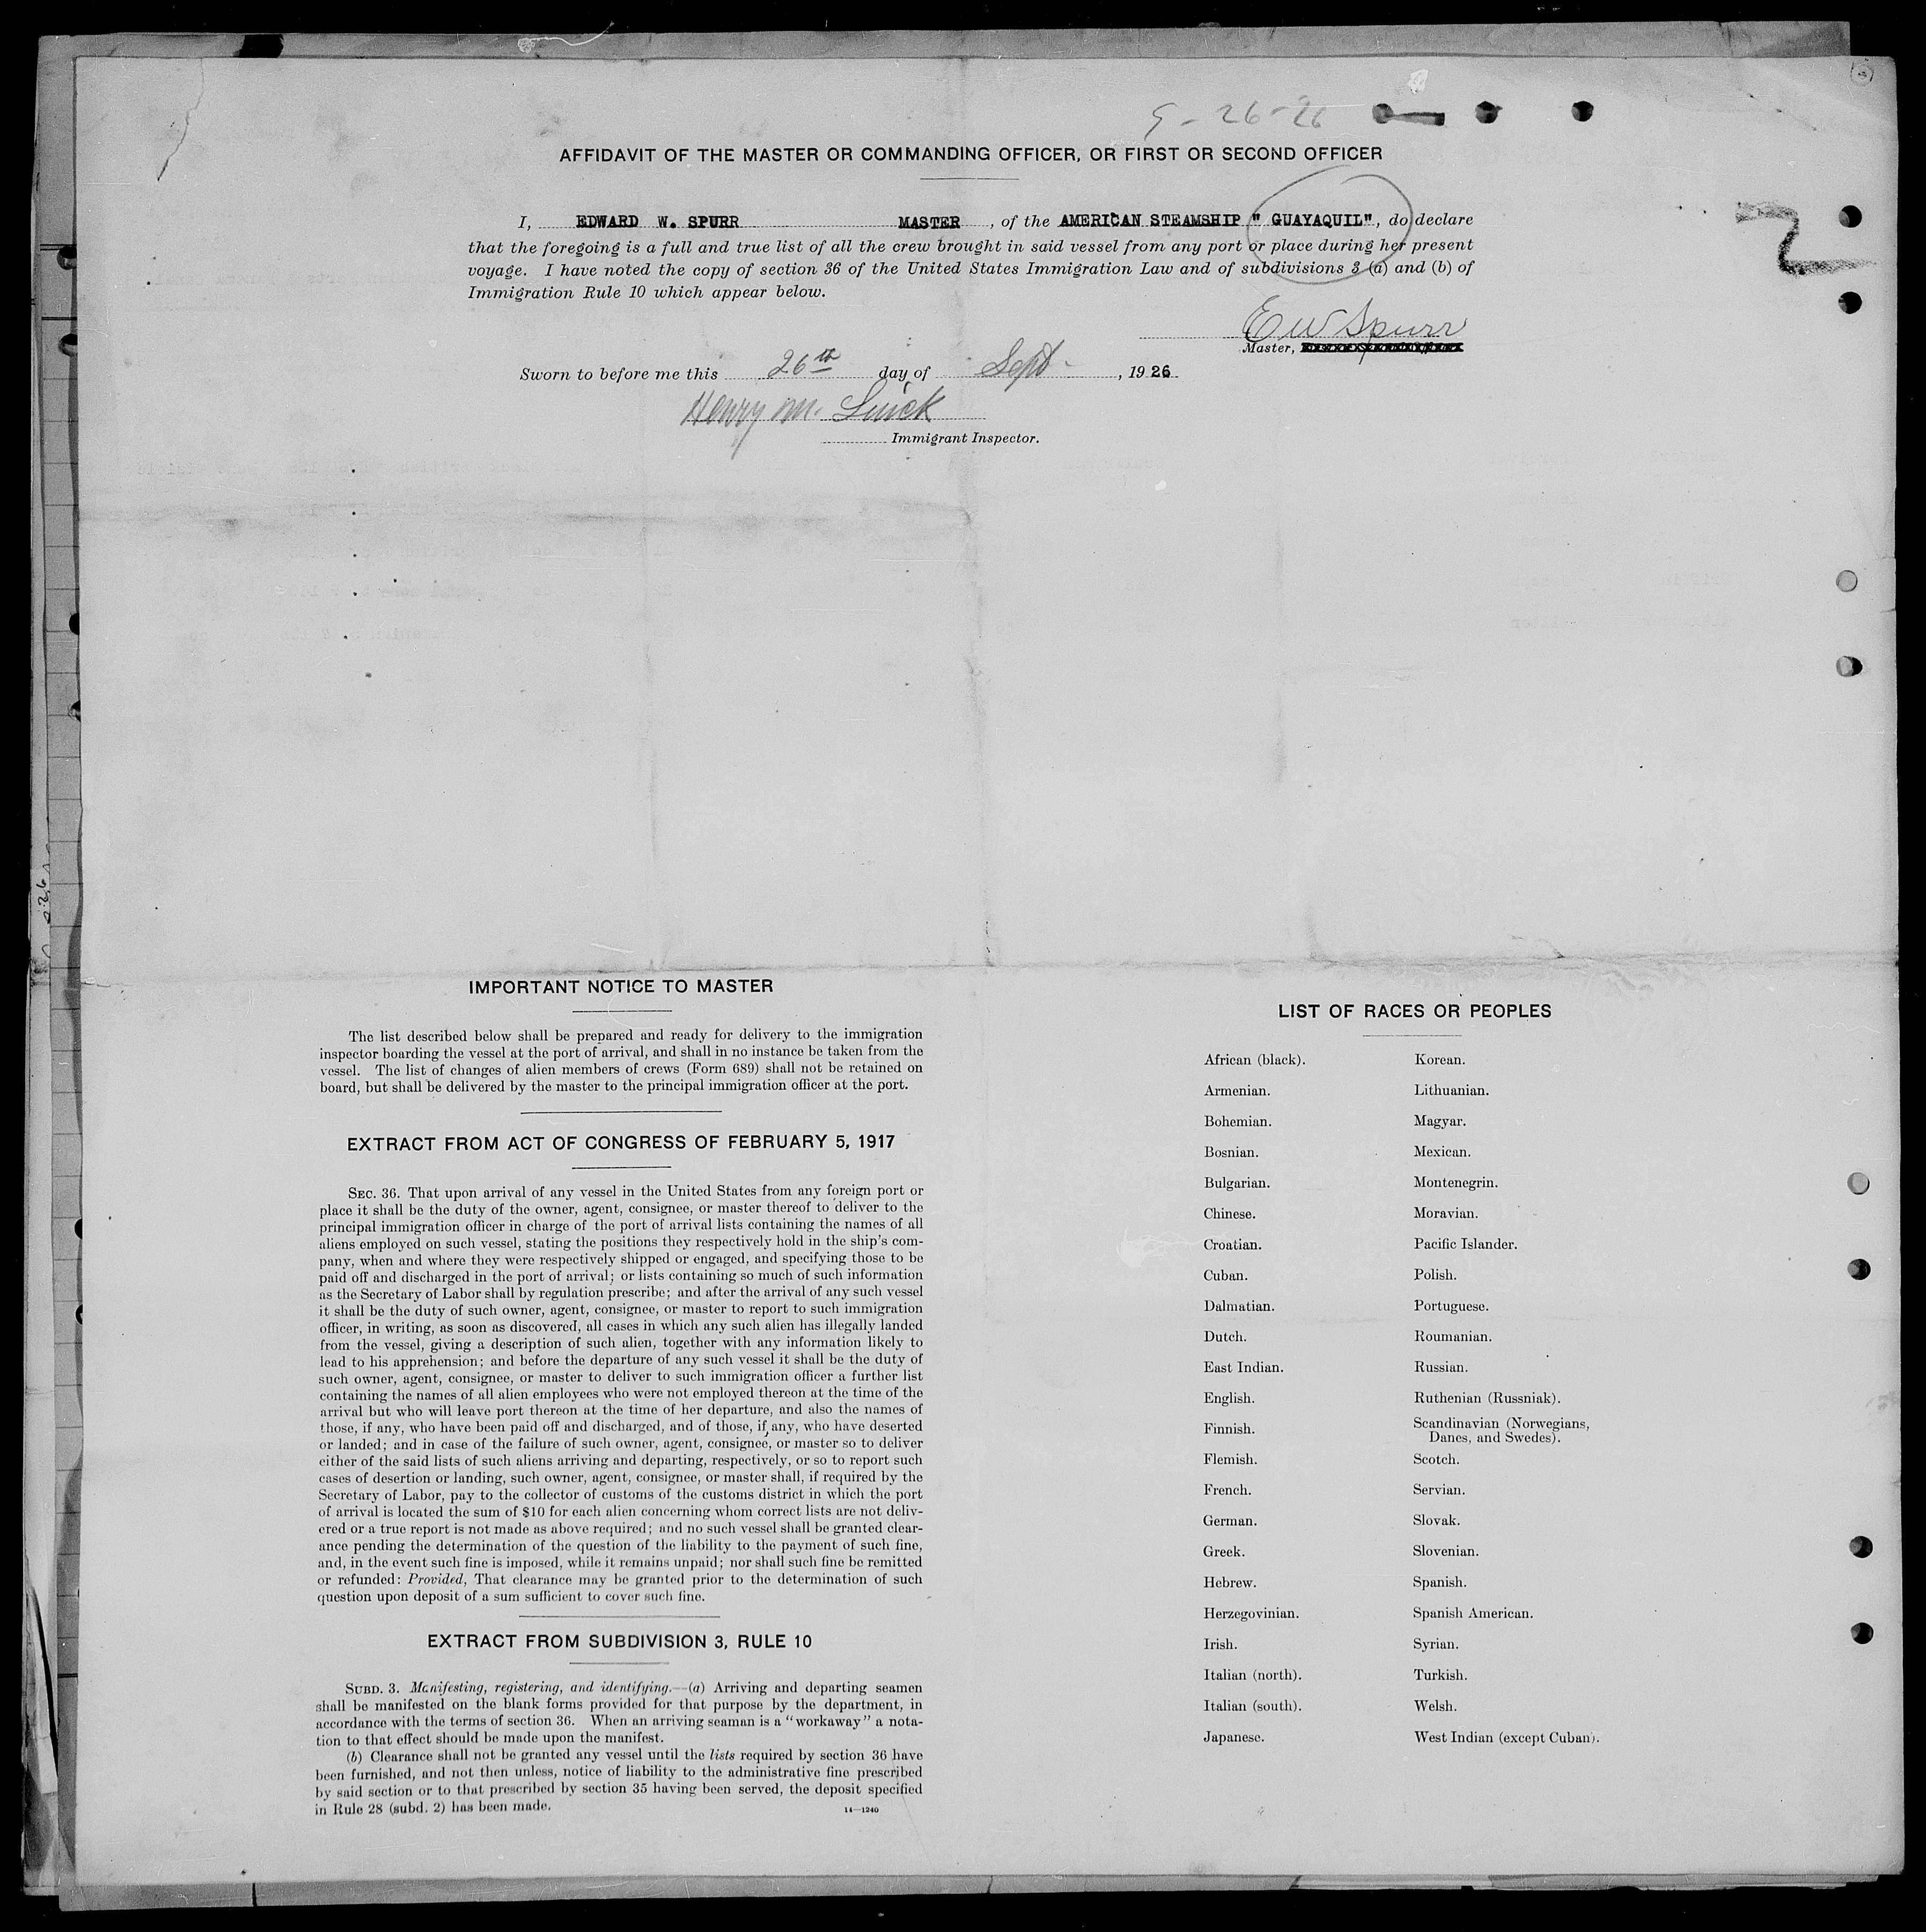 9-26-26
AFFIDAVIT OF THE MASTER OR COMMANDING OFFICER, OR FIRST OR SECOND OFFICER
I, EDWARD W. SPURR MASTER, of the AMERICAN STEAMSHIP " GUAYAQUIL", do declare
that the foregoing is a full and true list of all the crew brought in said vessel from any port or place during her present
voyage. I have noted the copy of section 36 of the United States Immigration Law and of subdivisions 3 (a) and (b) of
Immigration Rule 10 which appear below.
E W Spurr
Master,
Sworn to before me this 26th day of Sept , 1926
Henry M.
Immigrant Inspector.
2
IMPORTANT NOTICE TO MASTER
The list described below shall be prepared and ready for delivery to the immigration
inspector boarding the vessel at the port of arrival, and shall in no instance be taken from the
vessel. The list of changes of alien members of crews (Form 689) shall not be retained on
board, but shall be delivered by the master to the principal immigration officer at the port.
EXTRACT FROM ACT OF CONGRESS OF FEBRUARY 5, 1917
SEC. 36. That upon arrival of any vessel in the United States from any foreign port or
place it shall be the duty of the owner, agent, consignee, or master thereof to deliver to the
principal immigration officer in charge of the port of arrival lists containing the names of all
aliens employed on such vessel, stating the positions they respectively hold in the ship's com-
pany, when and where they were respectively shipped or engaged, and specifying those to be
paid off and discharged in the port of arrival; or lists containing so much of such information
as the Secretary of Labor shall by regulation prescribe; and after the arrival of any such vessel
it shall be the duty of such owner, agent, consignee, or master to report to such immigration
officer, in writing, as soon as discovered, all cases in which any such alien has illegally landed
from the vessel, giving a description of such alien, together with any information likely to
lead to his apprehension; and before the departure of any such vessel it shall be the duty of
such owner, agent, consignee, or master to deliver to such immigration officer a further list
containing the names of all alien employees who were not employed thereon at the time of the
arrival but who will leave port thereon at the time of her departure, and also the names of
those, if any, who have been paid off and discharged, and of those, if any, who have deserted
or landed; and in case of the failure of such owner, agent, consignee, or master so to deliver
either of the said lists of such aliens arriving and departing, respectively, or so to report such
cases of desertion or landing, such owner, agent, consignee, or master shall, if required by the
Secretary of Labor, pay to the collector of customs of the customs district in which the port
of arrival is located the sum of $10 for each alien concerning whom correct lists are not deliv-
ered or a true report is not made as above required; and no such vessel shall be granted clear-
ance pending the determination of the question of the liability to the payment of such fine,
and, in the event such fine is imposed, while it remains unpaid; nor shall such fine be remitted
or refunded: Provided, That clearance may be granted prior to the determination of such
question upon deposit of a sum sufficient to cover such fine.
EXTRACT FROM SUBDIVISION 3, RULE 10
SUBD. 3. Manifesting, registering, and identifying.—(a) Arriving and departing seamen
shall be manifested on the blank forms provided for that purpose by the department, in
accordance with the terms of section 36. When an arriving seaman is a "workaway" a nota-
tion to that effect should be made upon the manifest.
(b) Clearance shall not be granted any vessel until the lists required by section 36 have
been furnished, and not then unless, notice of liability to the administrative fine prescribed
by said section or to that prescribed by section 35 having been served, the deposit specified
in Rule 28 (subd. 2) has been made.
14—1240
LIST OF RACES OR PEOPLES
African (black). Korean.
Armenian. Lithuanian.
Bohemian. Magyar.
Bosnian. Mexican.
Bulgarian. Montenegrin.
Chinese. Moravian.
Croatian. Pacific Islander.
Cuban. Polish.
Dalmatian. Portuguese.
Dutch. Roumanian.
East Indian. Russian.
English. Ruthenian (Russniak).
Finnish. Scandinavian (Norwegians,
Danes, and Swedes).
Flemish. Scotch.
French. Servian.
German. Slovak.
Greek. Slovenian.
Hebrew. Spanish.
Herzegovinian. Spanish American.
Irish. Syrian.
Italian (north). Turkish.
Italian (south). Welsh.
Japanese. West Indian (except Cuban).